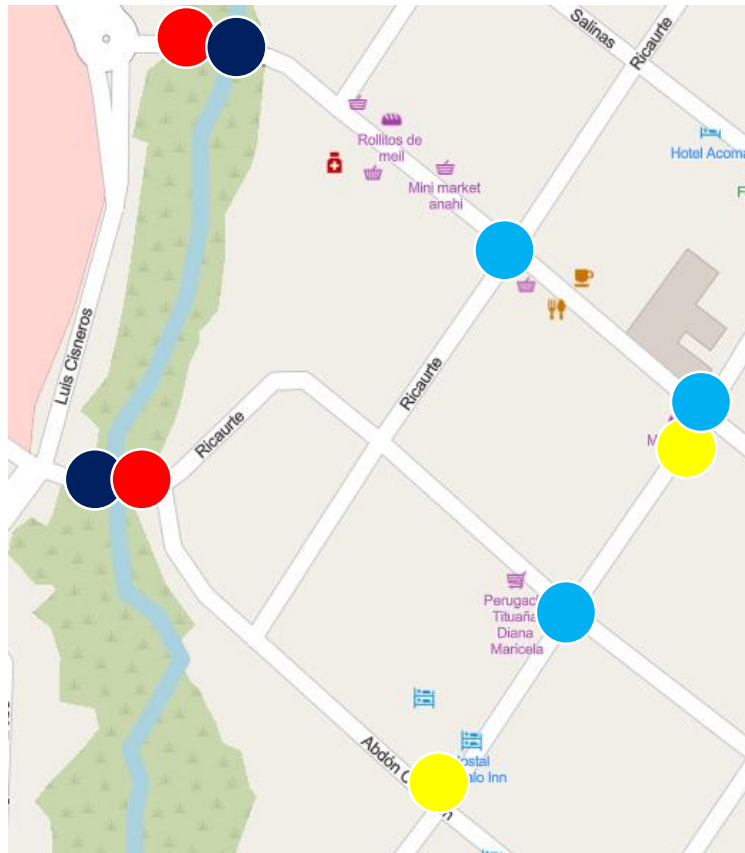 Salinas
Ricaurte
Hotel Acoma
F
Rollitos de
meil
Mini market
anahi
Luis Cisneros
Ricaurte
Ricaurte
M
Perugach
Tituaña
Diana
Maricela
Abdón C
n
ostal
alo Inn